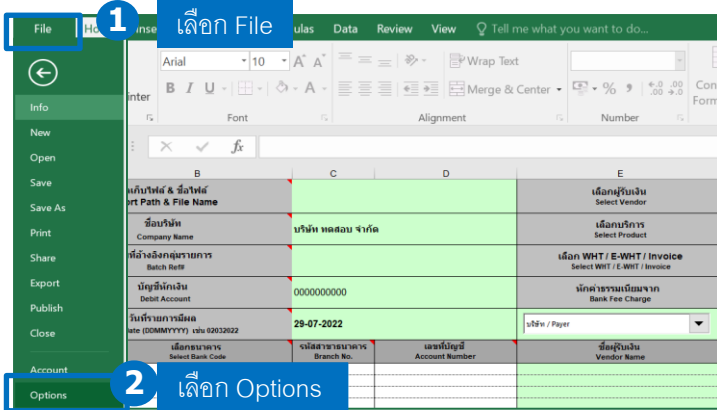 File Ho 1 เลือก File nse ulas Data Review View Tell me what you want to do...
Arial 10 A A Wrap Text
inter B I U A Merge & Center % , .0 .00 .00 .0 Con
Form
Font Alignment Number
fx
Info
New
Open
Save
Save As
Print
Share
Export
Publish
Close
Account
Options
B C D E
เก็บไฟล์ & ชื่อไฟล์ เลือกผู้รับเงิน
rt Path & File Name Select Vendor
ชื่อบริษัท บริษัท ทดสอบ จำกัด เลือกบริการ
Company Name Select Product
ที่อ้างอิงกลุ่มรายการ เลือก WHT / E-WHT / Invoice
Batch Ref# Select WHT / E-WHT / Invoice
บัญชีหักเงิน 0000000000 หักค่าธรรมเนียมจาก
Debit Account Bank Fee Charge
วันที่รายการมีผล 29-07-2022 บริษัท / Payer
ate (DDMMYYYY) เช่น 02032022
เลือกธนาคาร รหัสสาขาธนาคาร เลขที่บัญชี ชื่อผู้รับเงิน
Select Bank Code Branch No. Account Number Vendor Name
2 เลือก Options